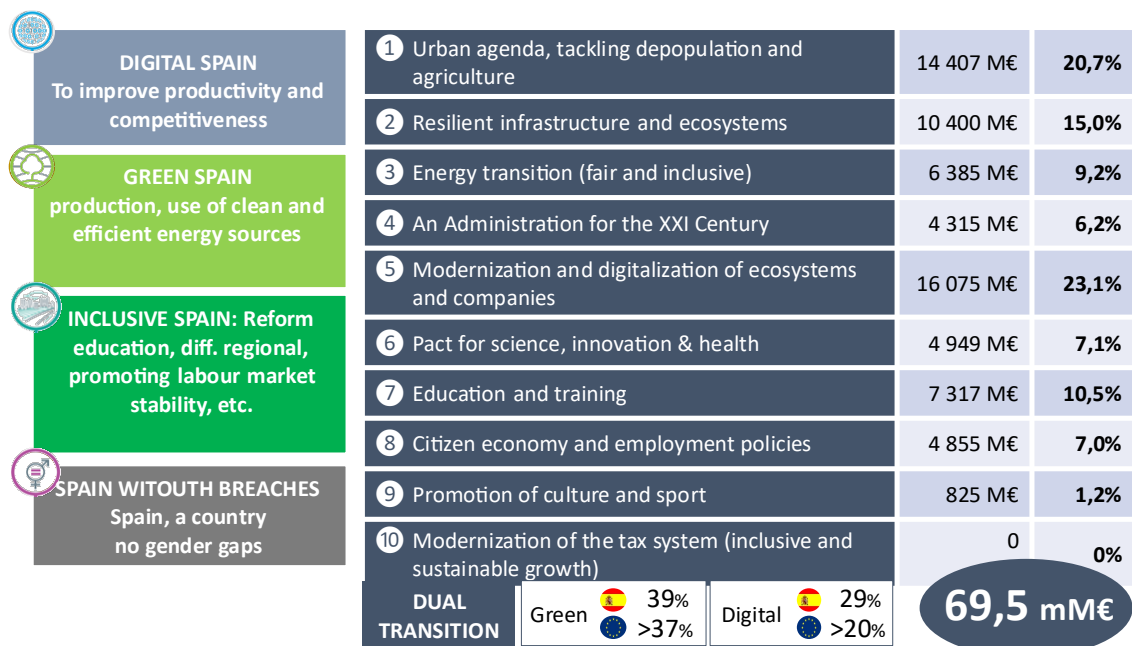 DIGITAL SPAIN
To improve productivity and
competitiveness
GREEN SPAIN
production, use of clean and
efficient energy sources
INCLUSIVE SPAIN: Reform
education, diff. regional,
promoting labour market
stability, etc.
SPAIN WITOUTH BREACHES
Spain, a country
no gender gaps
1 Urban agenda, tackling depopulation and
agriculture
14 407 M€ 20,7%
2 Resilient infrastructure and ecosystems 10 400 M€ 15,0%
3 Energy transition (fair and inclusive) 6 385 M€ 9,2%
4 An Administration for the XXI Century 4 315 M€ 6,2%
5 Modernization and digitalization of ecosystems
and companies
16 075 M€ 23,1%
6 Pact for science, innovation & health 4 949 M€ 7,1%
7 Education and training 7 317 M€ 10,5%
8 Citizen economy and employment policies 4 855 M€ 7,0%
9 Promotion of culture and sport 825 M€ 1,2%
10 Modernization of the tax system (inclusive and
sustainable growth)
0 0%
DUAL
TRANSITION
Green 39%
>37%
Digital 29%
>20%
69,5 mM€